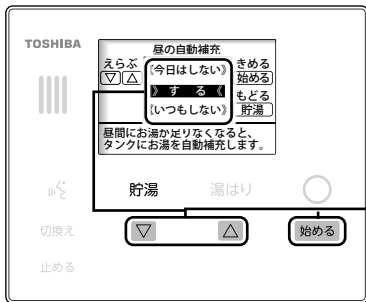 TOSHIBA
昼の自動補充
えらぶ
▽△
〔今日はしない〕
》する《
〔いつもしない〕
きめる
始める
もどる
貯湯
昼間にお湯が足りなくなると、
タンクにお湯を自動補充します。
貯湯
湯はり
切換え
▽
△
始める
止める